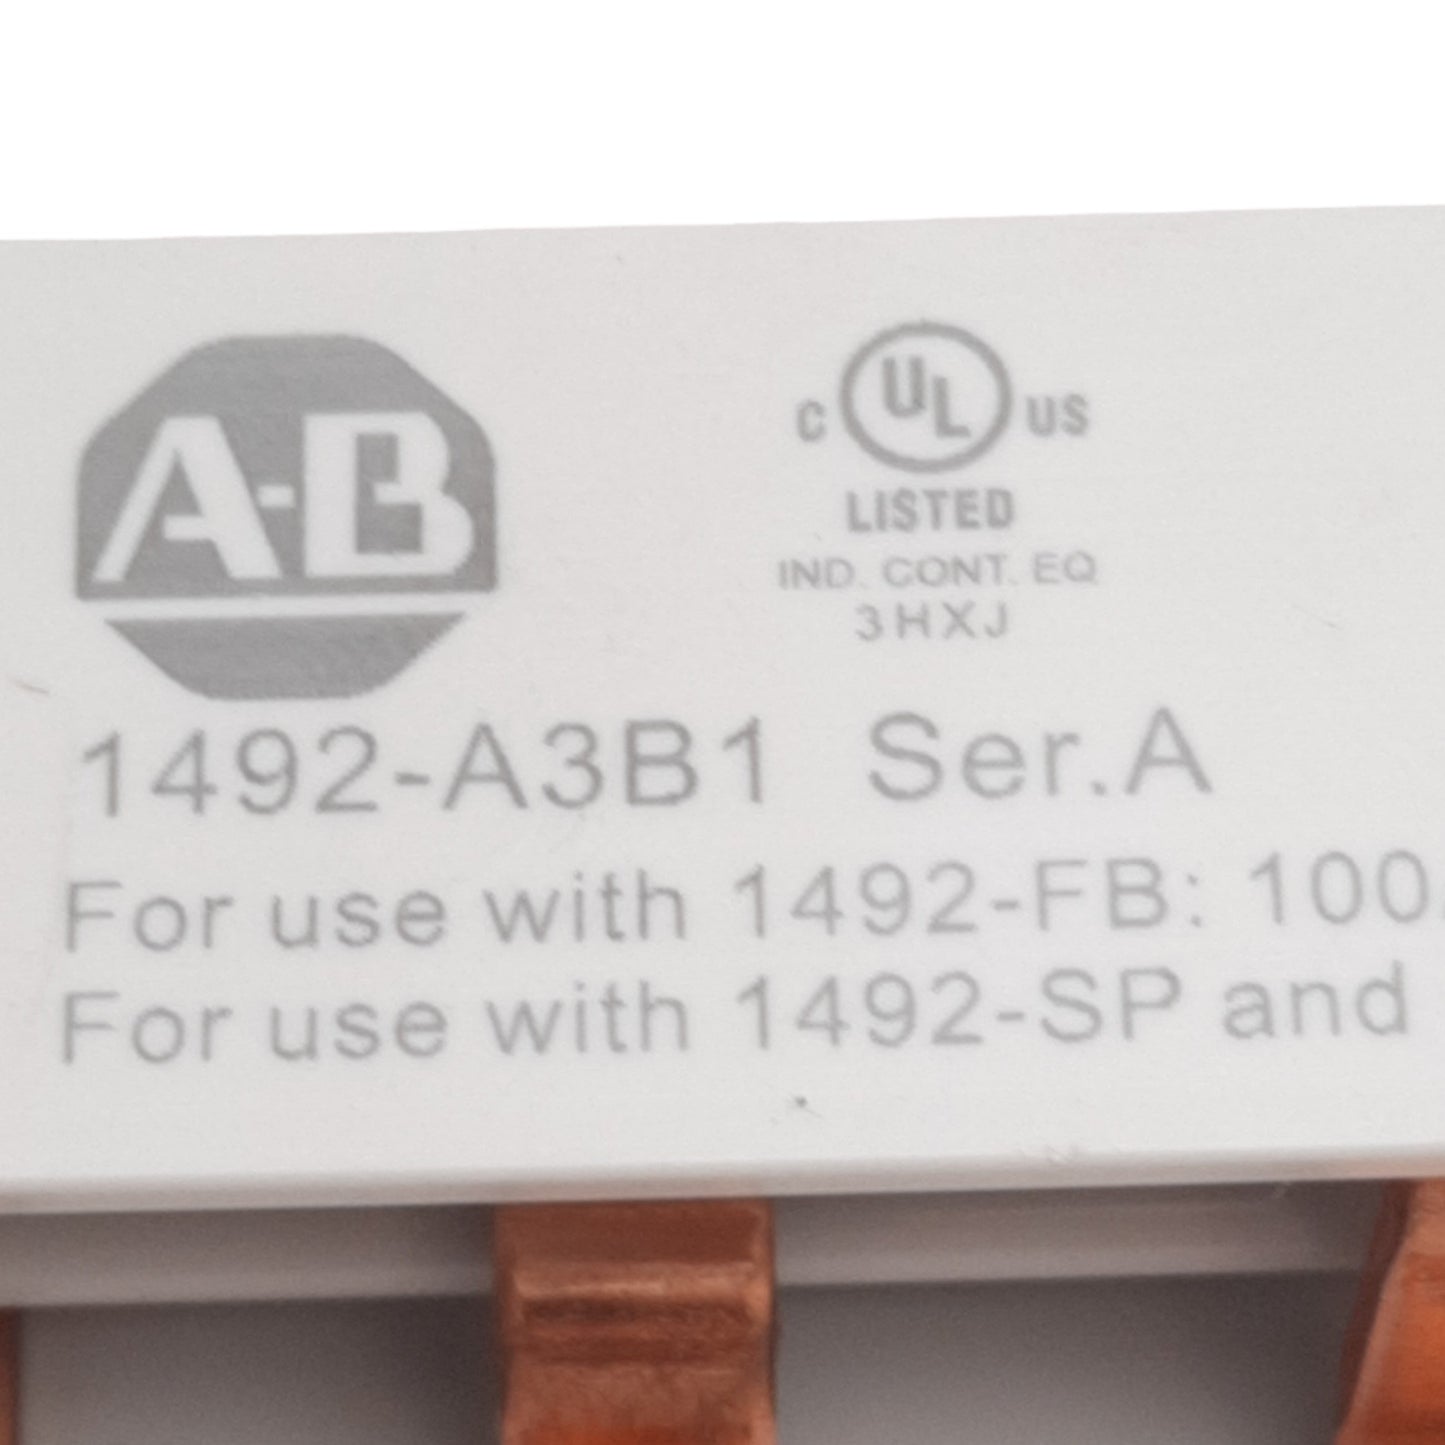 A-B
C UL US
LISTED
IND. CONT. EQ
3HXJ
1492-A3B1 Ser.A
For use with 1492-FB: 100
For use with 1492-SP and